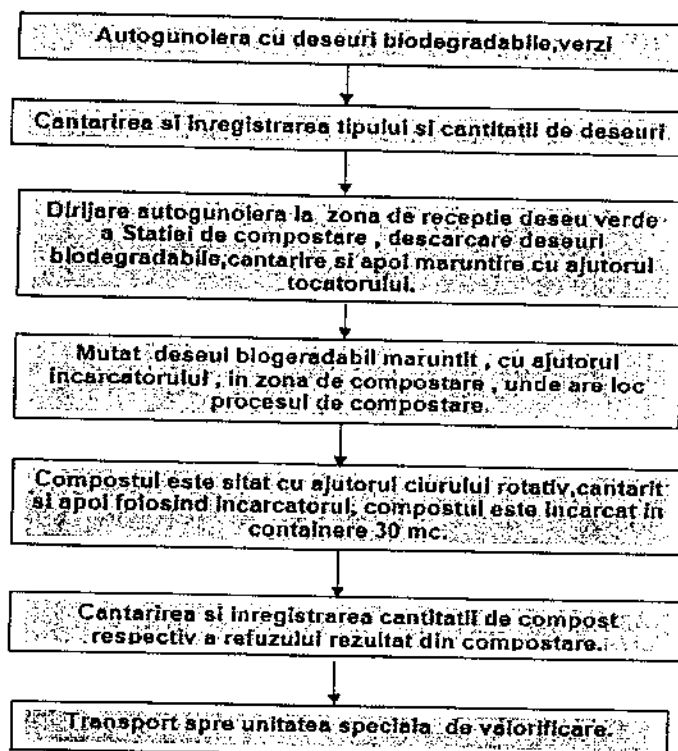 Autogunoiera cu deseuri biodegradabile,verzi
Cantarirea si inregistrarea tipului si cantitatii de deseuri
Dirijare autogunoiera la zona de receptie deseu verde
a Statiei de compostare , descarcare deseuri
biodegradabile,cantarire si apoi maruntire cu ajutorul
tocatorului.
Mutat deseul biogeradabil maruntit , cu ajutorul
incarcatorului , in zona de compostare , unde are loc
procesul de compostare.
Compostul este sitat cu ajutorul ciurului rotativ,cantarit
si apoi folosind incarcatorul, compostul este incarcat in
containere 30 mc.
Cantarirea si inregistrarea cantitatii de compost
respectiv a refuzului rezultat din compostare.
Transport spre unitatea speciala de valorificare.